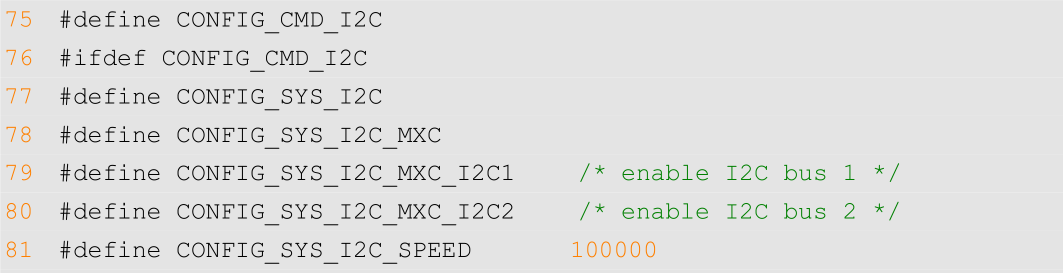 75 #define CONFIG_CMD_I2C
76 #ifdef CONFIG_CMD_I2C
77 #define CONFIG_SYS_I2C
78 #define CONFIG_SYS_I2C_MXC
79 #define CONFIG_SYS_I2C_MXC_I2C1 /* enable I2C bus 1 */
80 #define CONFIG_SYS_I2C_MXC_I2C2 /* enable I2C bus 2 */
81 #define CONFIG_SYS_I2C_SPEED 100000